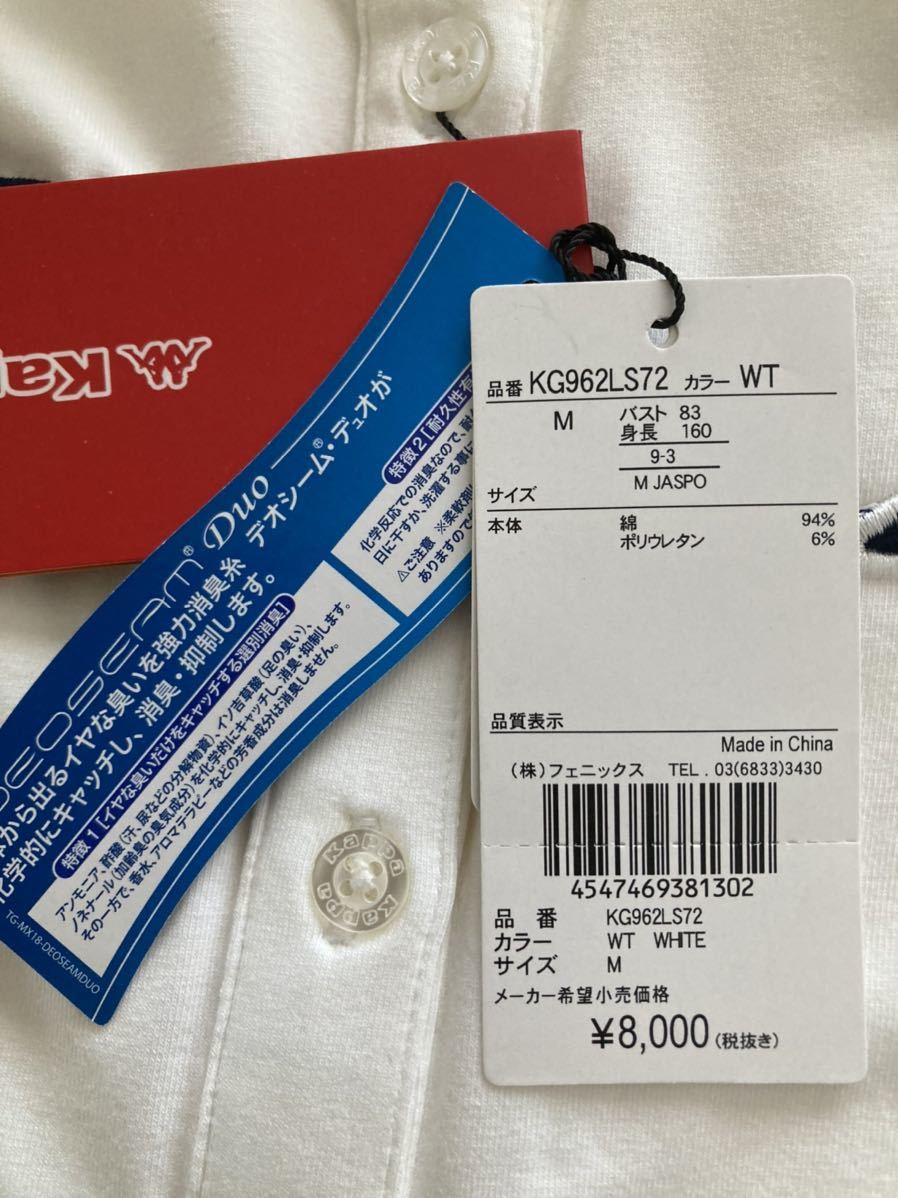 Kap
DEOSEAM® Duo
デオシーム®・デュオが
体から出るイヤな臭いを強力消臭糸
化学的にキャッチし、消臭・抑制します。
特徴1[イヤな臭いだけをキャッチする選別消臭]
アンモニア、酢酸(汗、尿などの分解物質)、イソ吉草酸(足の臭い)、
ノネナール(加齢臭の臭気成分)を化学的にキャッチし、消臭・抑制します。
その一方で、香水、アロマテラピーなどの芳香成分は消臭しません。
特徴2[耐久性有
化学反応での消臭なので、耐
日に干すか、洗濯する事に
△ご注意 ※柔軟剤
ありますので
TG-MX18-DEOSEAMDUO
品番 KG962LS72 カラー WT
M バスト 83
身長 160
9-3
M JASPO
サイズ
本体 綿 94%
ポリウレタン 6%
品質表示
Made in China
(株)フェニックス TEL.03(6833)3430
4547469381302
品番 KG962LS72
カラー WT WHITE
サイズ M
メーカー希望小売価格
¥8,000(税抜き)
Kappa Kappa